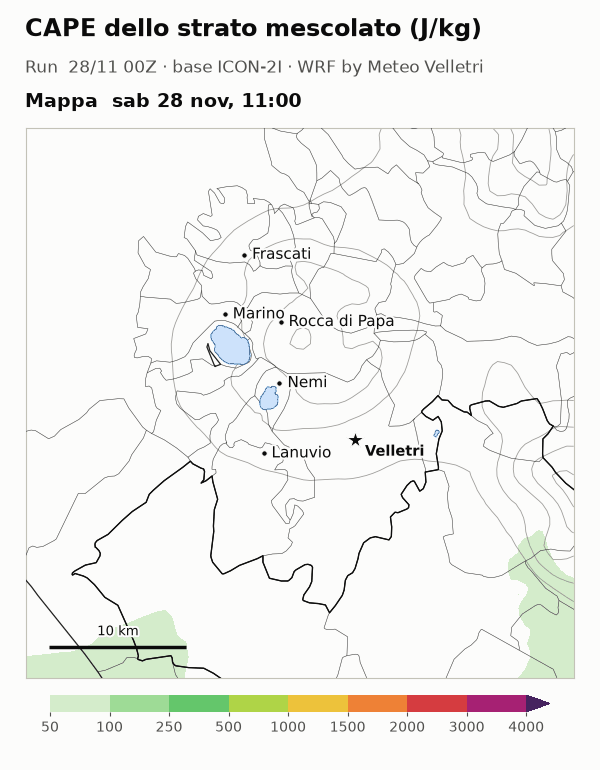 CAPE dello strato mescolato (J/kg)
Run  28/11 00Z · base ICON-2I · WRF by Meteo Velletri
Mappa  sab 28 nov, 11:00
Frascati
Marino
Rocca di Papa
Nemi
Velletri
Lanuvio
10 km
50 100 250 500 1000 1500 2000 3000 4000